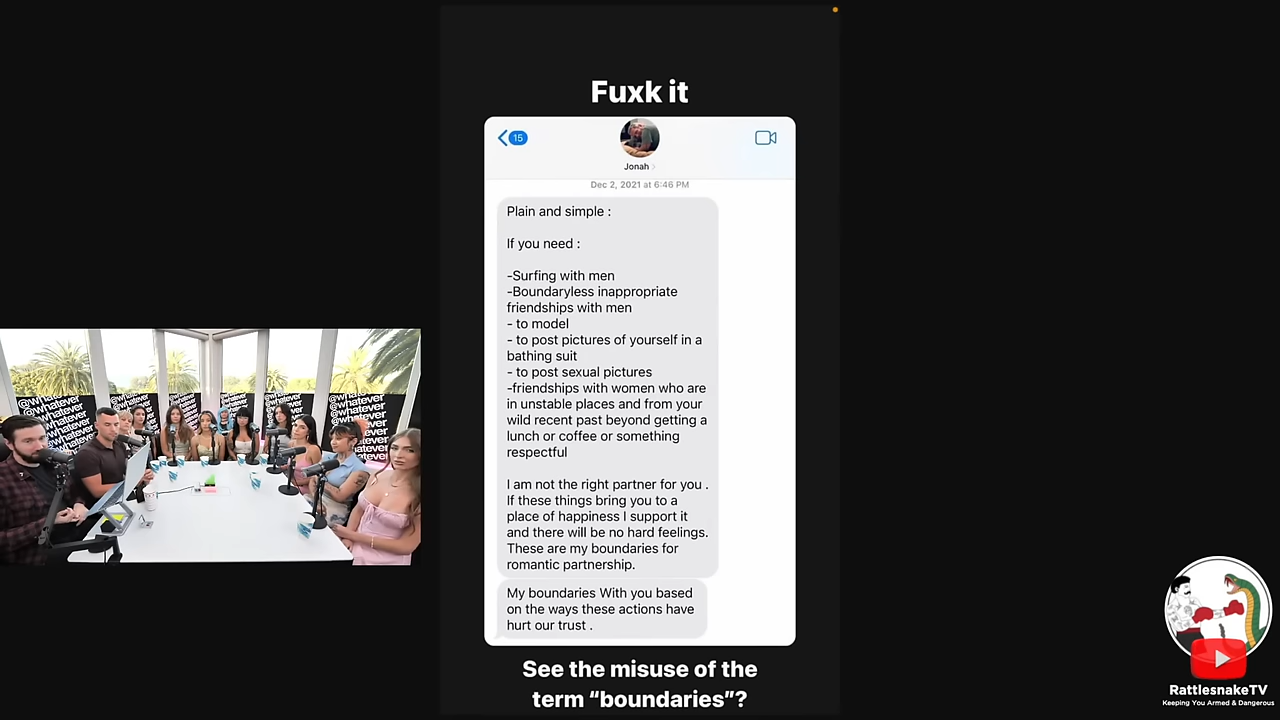 Fuxk it
15
Jonah
Dec 2, 2021 at 6:46 PM
Plain and simple :
If you need :
-Surfing with men
-Boundaryless inappropriate
friendships with men
- to model
- to post pictures of yourself in a
bathing suit
- to post sexual pictures
-friendships with women who are
in unstable places and from your
wild recent past beyond getting a
lunch or coffee or something
respectful
I am not the right partner for you .
If these things bring you to a
place of happiness I support it
and there will be no hard feelings.
These are my boundaries for
romantic partnership.
My boundaries With you based
on the ways these actions have
hurt our trust .
See the misuse of the
term “boundaries”?
@whatever
@whatever
@whatever
whatever
RattlesnakeTV
Keeping You Armed & Dangerous